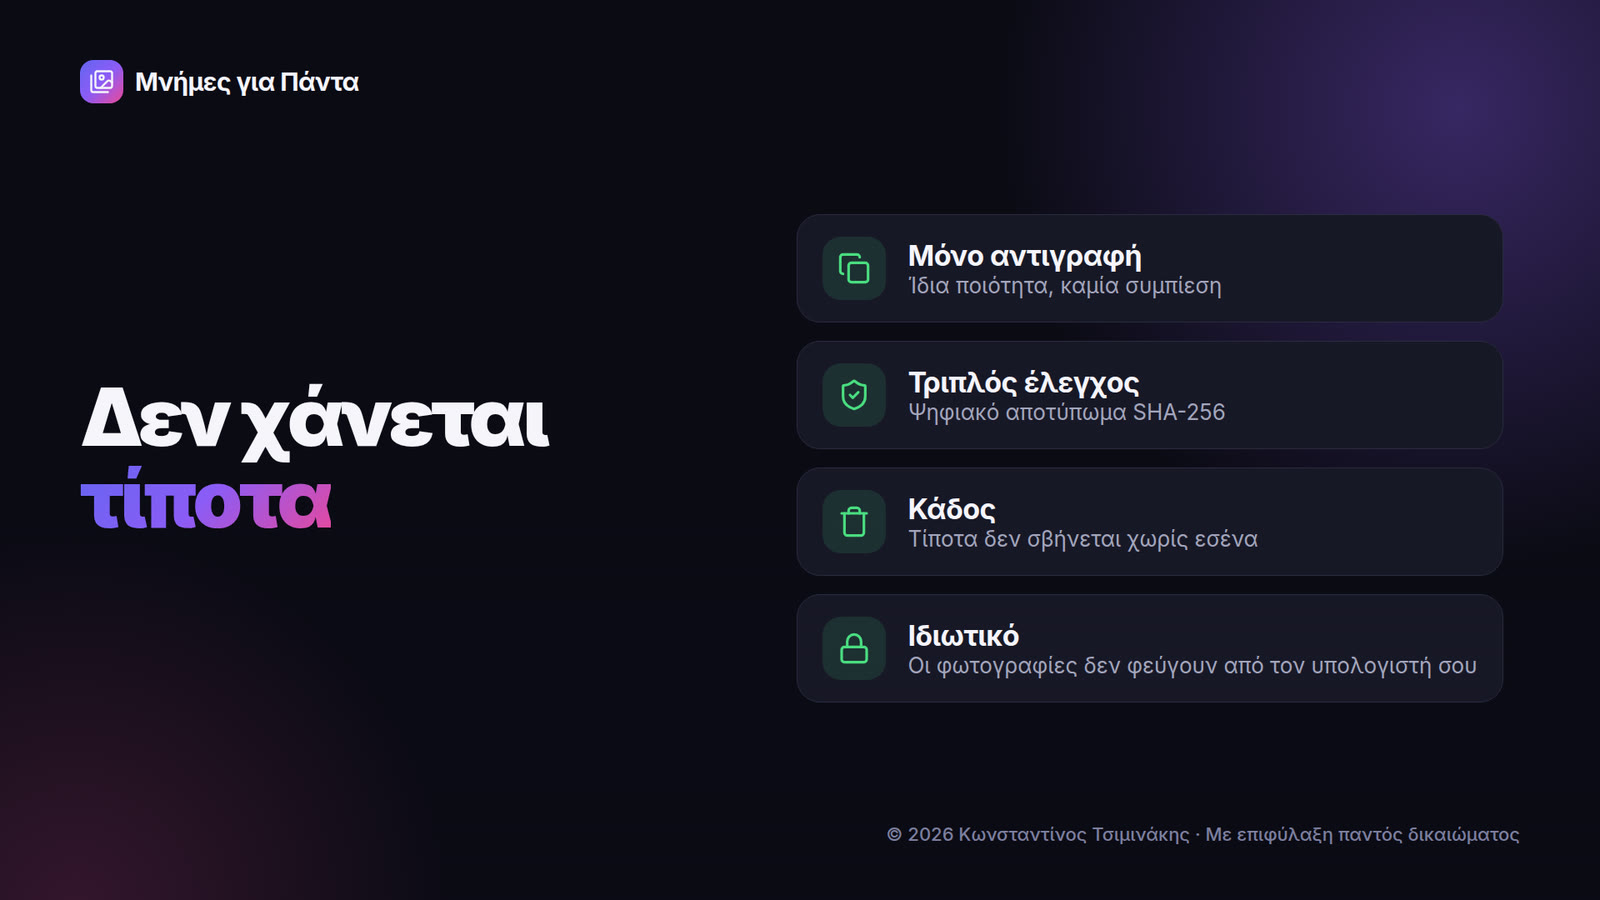 Μνήμες για Πάντα
Δεν χάνεται
τίποτα
Μόνο αντιγραφή
Ίδια ποιότητα, καμία συμπίεση
Τριπλός έλεγχος
Ψηφιακό αποτύπωμα SHA-256
Κάδος
Τίποτα δεν σβήνεται χωρίς εσένα
Ιδιωτικό
Οι φωτογραφίες δεν φεύγουν από τον υπολογιστή σου
© 2026 Κωνσταντίνος Τσιμινάκης · Με επιφύλαξη παντός δικαιώματος